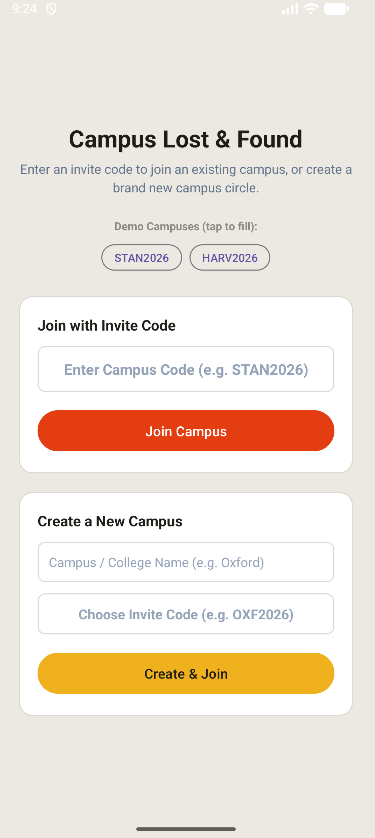 9:24
Campus Lost & Found
Enter an invite code to join an existing campus, or create a
brand new campus circle.
Demo Campuses (tap to fill):
STAN2026 HARV2026
Join with Invite Code
Enter Campus Code (e.g. STAN2026)
Join Campus
Create a New Campus
Campus / College Name (e.g. Oxford)
Choose Invite Code (e.g. OXF2026)
Create & Join